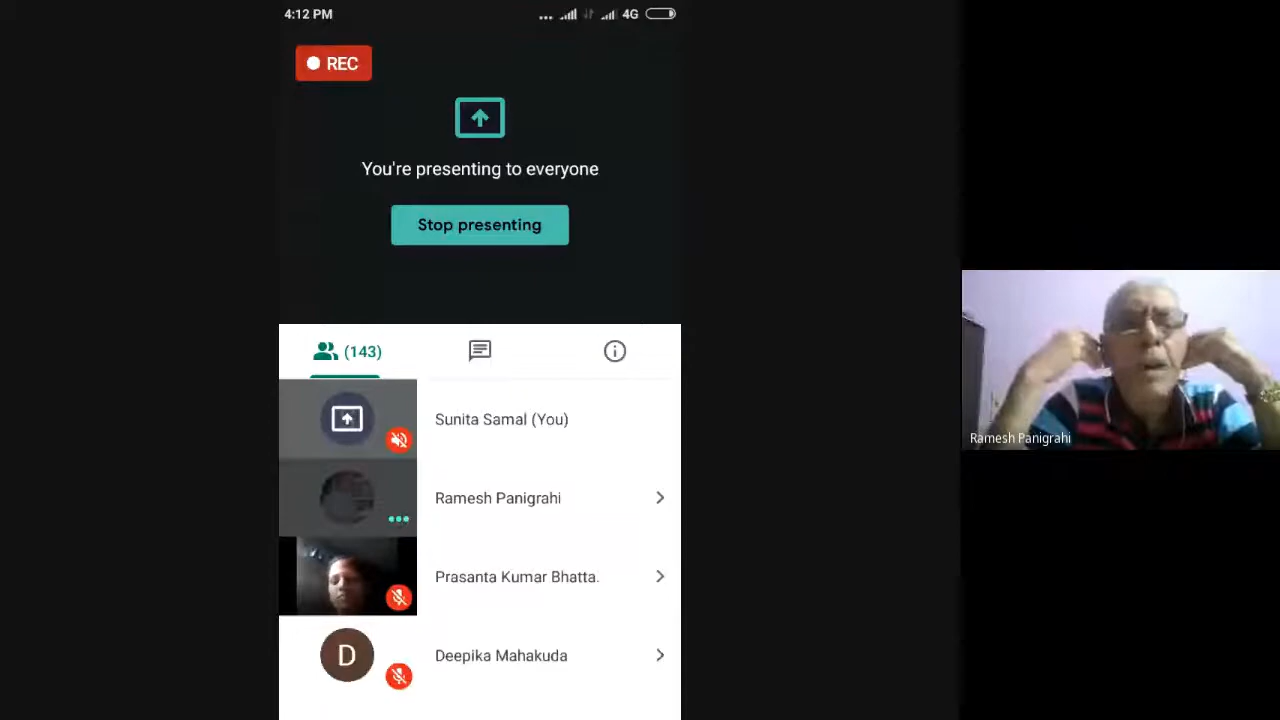 4:12 PM
4G
REC
You're presenting to everyone
Stop presenting
(143)
Sunita Samal (You)
Ramesh Panigrahi
Prasanta Kumar Bhatta.
D
Deepika Mahakuda
Ramesh Panigrahi